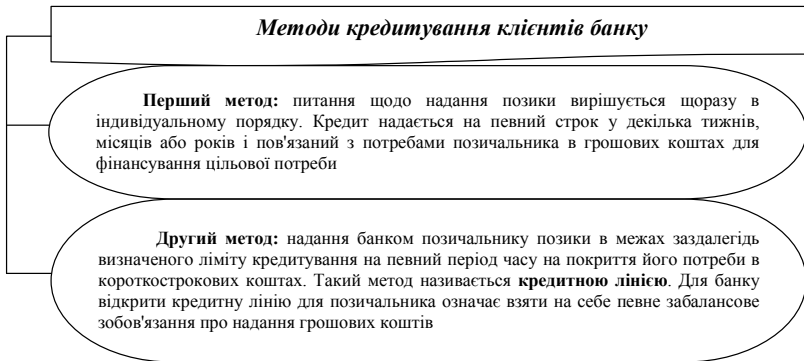 Методи кредитування клієнтів банку
Перший метод: питання щодо надання позики вирішується щоразу в
індивідуальному порядку. Кредит надається на певний строк у декілька тижнів,
місяців або років і пов'язаний з потребами позичальника в грошових коштах для
фінансування цільової потреби
Другий метод: надання банком позичальнику позики в межах заздалегідь
визначеного ліміту кредитування на певний період часу на покриття його потреби в
короткострокових коштах. Такий метод називається кредитною лінією. Для банку
відкрити кредитну лінію для позичальника означає взяти на себе певне забалансове
зобов'язання про надання грошових коштів